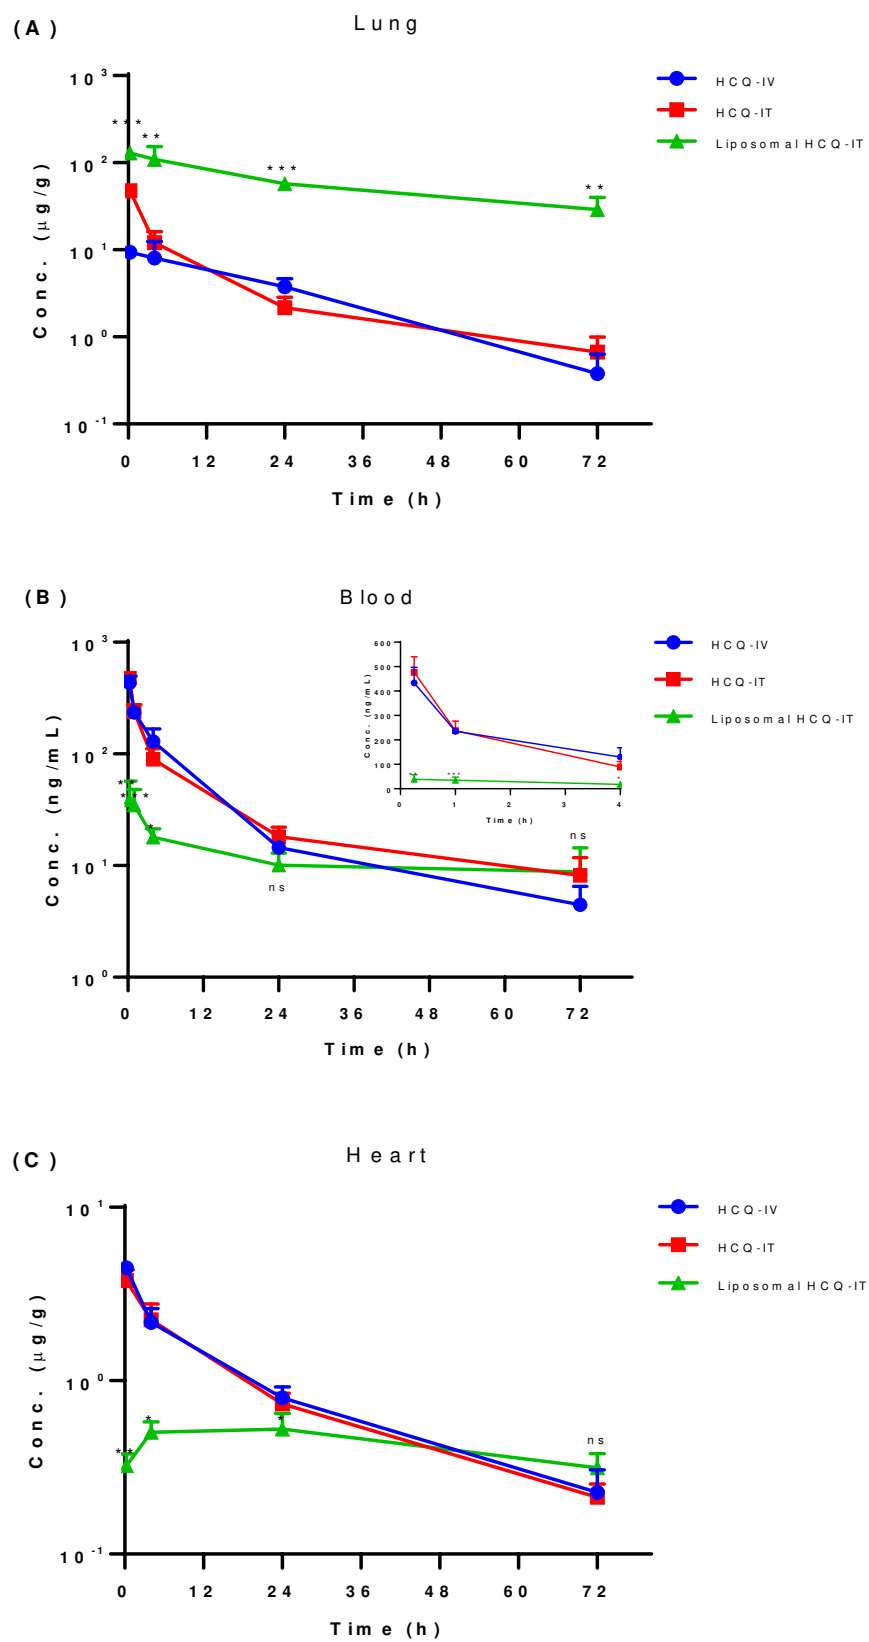 (A)
Lung
10³
10²
10¹
10⁰
10⁻¹
Conc. (µg/g)
***
**
***
**
0 12 24 36 48 60 72
Time (h)
HCQ-IV
HCQ-IT
Liposomal HCQ-IT
(B)
Blood
10³
10²
10¹
10⁰
Conc. (ng/mL)
*
ns
ns
0 12 24 36 48 60 72
Time (h)
600
500
400
300
200
100
0
Conc. (ng/mL)
**
***
*
0 1 2 3 4
Time (h)
HCQ-IV
HCQ-IT
Liposomal HCQ-IT
(C)
Heart
10¹
10⁰
10⁻¹
Conc. (µg/g)
**
*
*
ns
0 12 24 36 48 60 72
Time (h)
HCQ-IV
HCQ-IT
Liposomal HCQ-IT